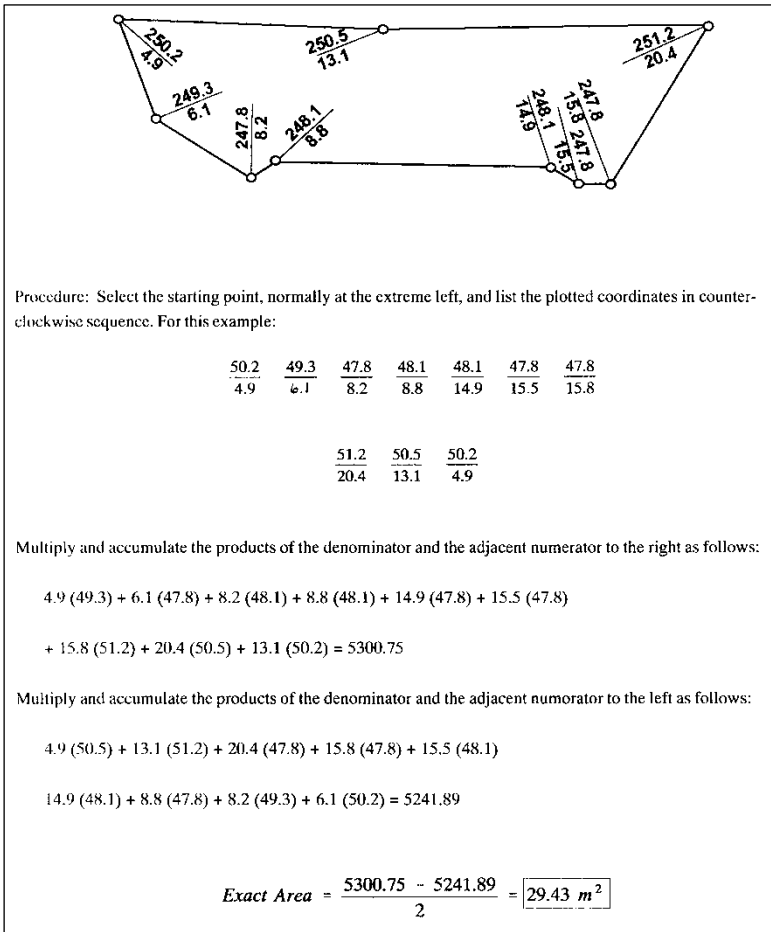 250.2
4.9
250.5
13.1
251.2
20.4
249.3
6.1
247.8
8.2
248.1
8.8
248.1
14.9
247.8
15.5
247.8
15.8
Procedure: Select the starting point, normally at the extreme left, and list the plotted coordinates in counter-
clockwise sequence. For this example:
50.2 49.3 47.8 48.1 48.1 47.8 47.8
4.9 6.1 8.2 8.8 14.9 15.5 15.8
51.2 50.5 50.2
20.4 13.1 4.9
Multiply and accumulate the products of the denominator and the adjacent numerator to the right as follows:
4.9 (49.3) + 6.1 (47.8) + 8.2 (48.1) + 8.8 (48.1) + 14.9 (47.8) + 15.5 (47.8)
+ 15.8 (51.2) + 20.4 (50.5) + 13.1 (50.2) = 5300.75
Multiply and accumulate the products of the denominator and the adjacent numorator to the left as follows:
4.9 (50.5) + 13.1 (51.2) + 20.4 (47.8) + 15.8 (47.8) + 15.5 (48.1)
14.9 (48.1) + 8.8 (47.8) + 8.2 (49.3) + 6.1 (50.2) = 5241.89
Exact Area = 5300.75 - 5241.89 / 2 = 29.43 m²